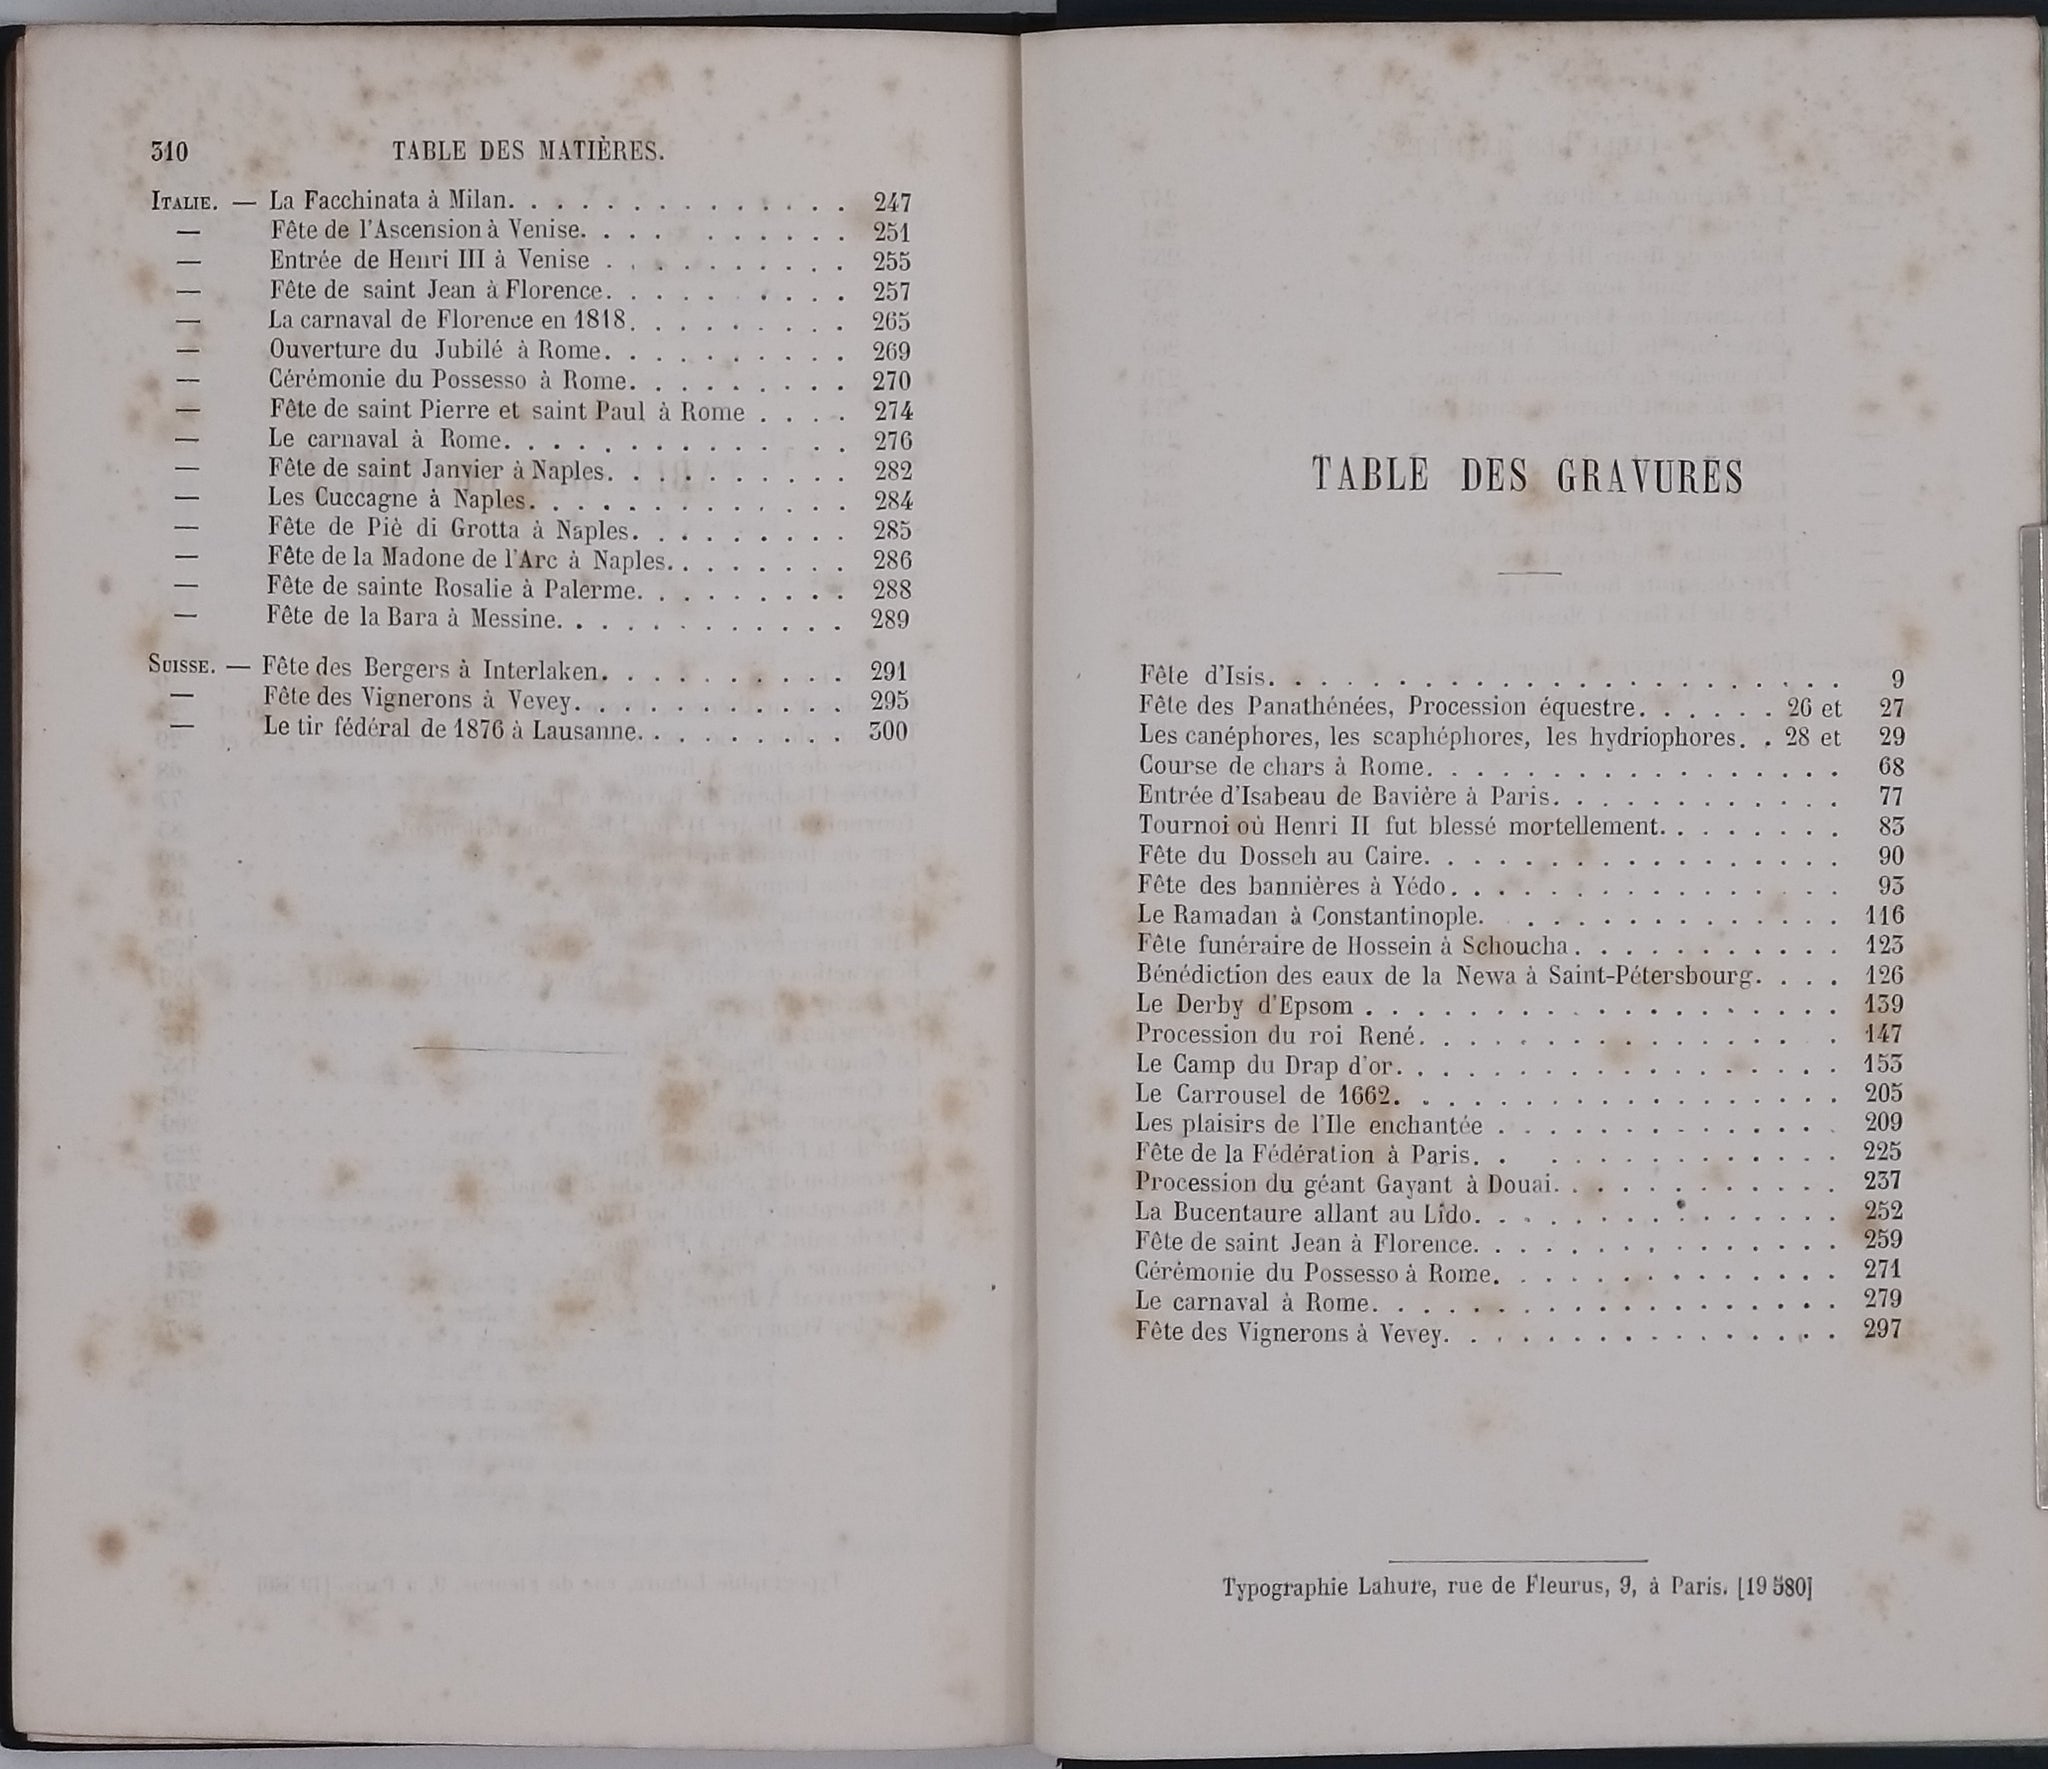 310 TABLE DES MATIÈRES.
ITALIE. — La Facchinata à Milan. . . . . . . . . . . . . . 247
— Fête de l'Ascension à Venise. . . . . . . . . . 251
— Entrée de Henri III à Venise . . . . . . . . . . 255
— Fête de saint Jean à Florence. . . . . . . . . 257
— La carnaval de Florence en 1818. . . . . . . . . 265
— Ouverture du Jubilé à Rome. . . . . . . . . . 269
— Cérémonie du Possesso à Rome. . . . . . . . . 270
— Fête de saint Pierre et saint Paul à Rome . . . . 274
— Le carnaval à Rome. . . . . . . . . . . . . . 276
— Fête de saint Janvier à Naples. . . . . . . . . . 282
— Les Cuccagne à Naples. . . . . . . . . . . . . 284
— Fête de Piè di Grotta à Naples. . . . . . . . . 285
— Fête de la Madone de l'Arc à Naples. . . . . . . . 286
— Fête de sainte Rosalie à Palerme. . . . . . . . . 288
— Fête de la Bara à Messine. . . . . . . . . . . . 289
SUISSE. — Fête des Bergers à Interlaken. . . . . . . . . . 291
— Fête des Vignerons à Vevey. . . . . . . . . . . 295
— Le tir fédéral de 1876 à Lausanne. . . . . . . . . 300
TABLE DES GRAVURES
Fête d'Isis. . . . . . . . . . . . . . . . . . . . . . . 9
Fête des Panathénées, Procession équestre. . . . . . 26 et 27
Les canéphores, les scaphéphores, les hydriophores. . 28 et 29
Course de chars à Rome. . . . . . . . . . . . . . . . . 68
Entrée d'Isabeau de Bavière à Paris. . . . . . . . . . . . 77
Tournoi où Henri II fut blessé mortellement. . . . . . . . 83
Fête du Dosseh au Caire. . . . . . . . . . . . . . . . . 90
Fête des bannières à Yédo. . . . . . . . . . . . . . . . 93
Le Ramadan à Constantinople. . . . . . . . . . . . . . 116
Fête funéraire de Hossein à Schoucha. . . . . . . . . . . 123
Bénédiction des eaux de la Newa à Saint-Pétersbourg. . . . 126
Le Derby d'Epsom . . . . . . . . . . . . . . . . . . . 139
Procession du roi René. . . . . . . . . . . . . . . . . 147
Le Camp du Drap d'or. . . . . . . . . . . . . . . . . . 153
Le Carrousel de 1662. . . . . . . . . . . . . . . . . . 205
Les plaisirs de l'Ile enchantée . . . . . . . . . . . . . . 209
Fête de la Fédération à Paris. . . . . . . . . . . . . . 225
Procession du géant Gayant à Douai. . . . . . . . . . . . 237
La Bucentaure allant au Lido. . . . . . . . . . . . . . . 252
Fête de saint Jean à Florence. . . . . . . . . . . . . . . 259
Cérémonie du Possesso à Rome. . . . . . . . . . . . . . 271
Le carnaval à Rome. . . . . . . . . . . . . . . . . . . 279
Fête des Vignerons à Vevey. . . . . . . . . . . . . . . . 297
Typographie Lahure, rue de Fleurus, 9, à Paris. [19 580]